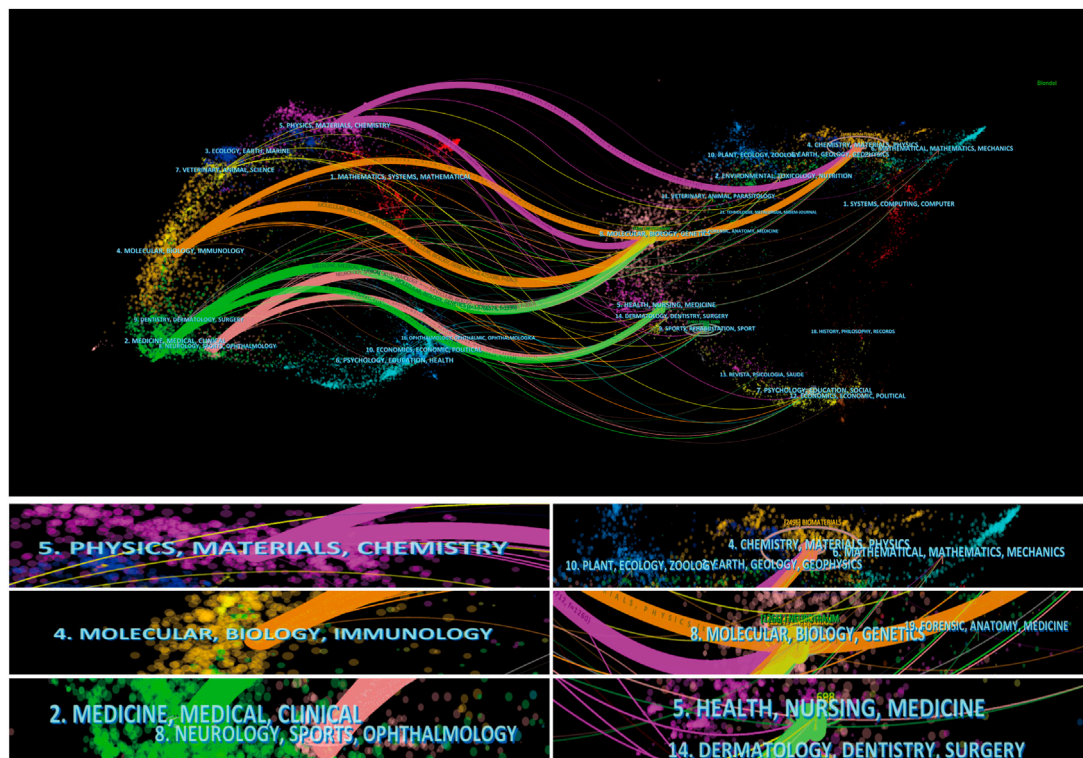 Blondel
5. PHYSICS, MATERIALS, CHEMISTRY
3. ECOLOGY, EARTH, MARINE
7. VETERINARY, ANIMAL, SCIENCE
1. MATHEMATICS, SYSTEMS, MATHEMATICAL
4. MOLECULAR, BIOLOGY, IMMUNOLOGY
9. DENTISTRY, DERMATOLOGY, SURGERY
2. MEDICINE, MEDICAL, CLINICAL
8. NEUROLOGY, SPORTS, OPHTHALMOLOGY
10. ECONOMICS, ECONOMIC, POLITICAL
6. PSYCHOLOGY, EDUCATION, HEALTH
4. CHEMISTRY, MATERIALS, PHYSICS
6. MATHEMATICAL, MATHEMATICS, MECHANICS
10. PLANT, ECOLOGY, ZOOLOGY
EARTH, GEOLOGY, GEOPHYSICS
2. ENVIRONMENTAL, TOXICOLOGY, NUTRITION
VETERINARY, ANIMAL, PARASITOLOGY
1. SYSTEMS, COMPUTING, COMPUTER
8. MOLECULAR, BIOLOGY, GENETICS
ANATOMY, MEDICINE
5. HEALTH, NURSING, MEDICINE
14. DERMATOLOGY, DENTISTRY, SURGERY
SPORTS, REHABILITATION, SPORT
18. HISTORY, PHILOSOPHY, RECORDS
13. REVISTA, PSICOLOGIA, SAUDE
7. PSYCHOLOGY, EDUCATION, SOCIAL
12. ECONOMICS, ECONOMIC, POLITICAL
5. PHYSICS, MATERIALS, CHEMISTRY
BIOMATERIALS
4. CHEMISTRY, MATERIALS, PHYSICS
6. MATHEMATICAL, MATHEMATICS, MECHANICS
10. PLANT, ECOLOGY, ZOOLOGY
EARTH, GEOLOGY, GEOPHYSICS
4. MOLECULAR, BIOLOGY, IMMUNOLOGY
8. MOLECULAR, BIOLOGY, GENETICS
19. FORENSIC, ANATOMY, MEDICINE
2. MEDICINE, MEDICAL, CLINICAL
8. NEUROLOGY, SPORTS, OPHTHALMOLOGY
5. HEALTH, NURSING, MEDICINE
14. DERMATOLOGY, DENTISTRY, SURGERY